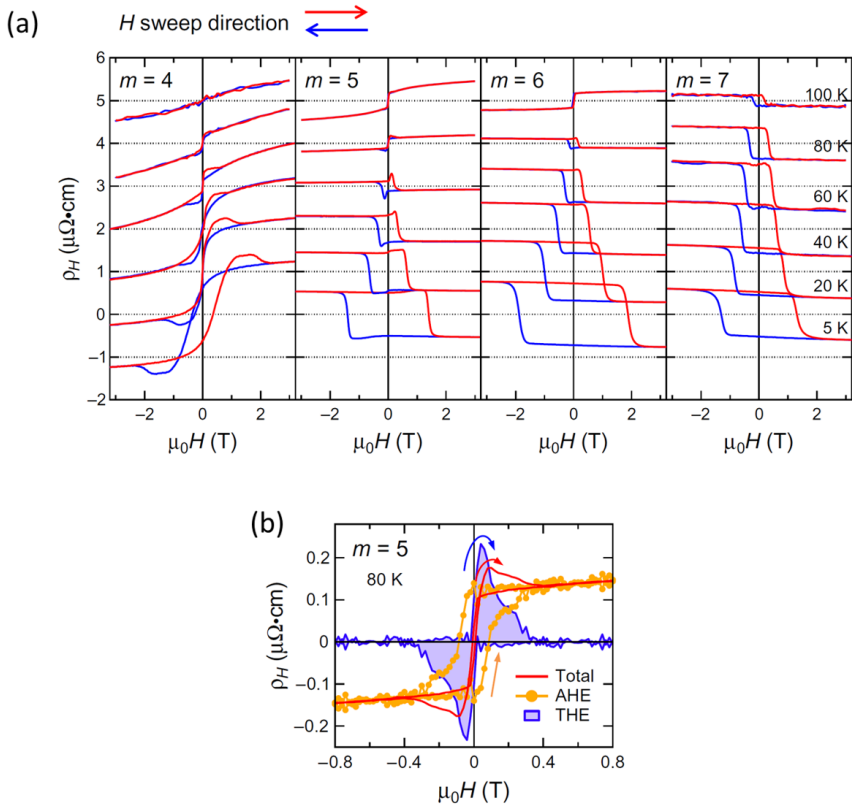 (a)
H sweep direction
m = 4
m = 5
m = 6
m = 7
6
5
4
3
2
1
0
−1
−2
ρH (μΩ•cm)
100 K
80 K
60 K
40 K
20 K
5 K
−2 0 2
−2 0 2
−2 0 2
−2 0 2
μ0H (T)
μ0H (T)
μ0H (T)
μ0H (T)
(b)
m = 5
80 K
0.2
0.1
0
−0.1
−0.2
ρH (μΩ•cm)
Total
AHE
THE
−0.8 −0.4 0 0.4 0.8
μ0H (T)